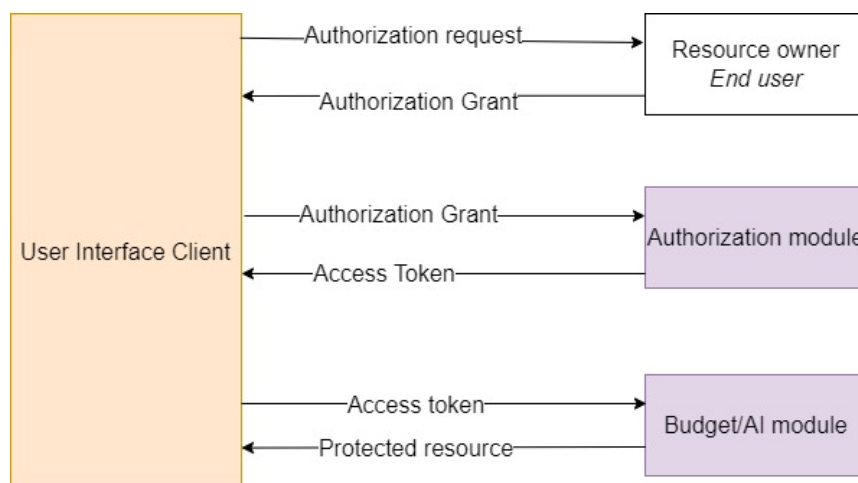 Authorization request
Resource owner
End user
Authorization Grant
User Interface Client
Authorization Grant
Authorization module
Access Token
Access token
Budget/AI module
Protected resource